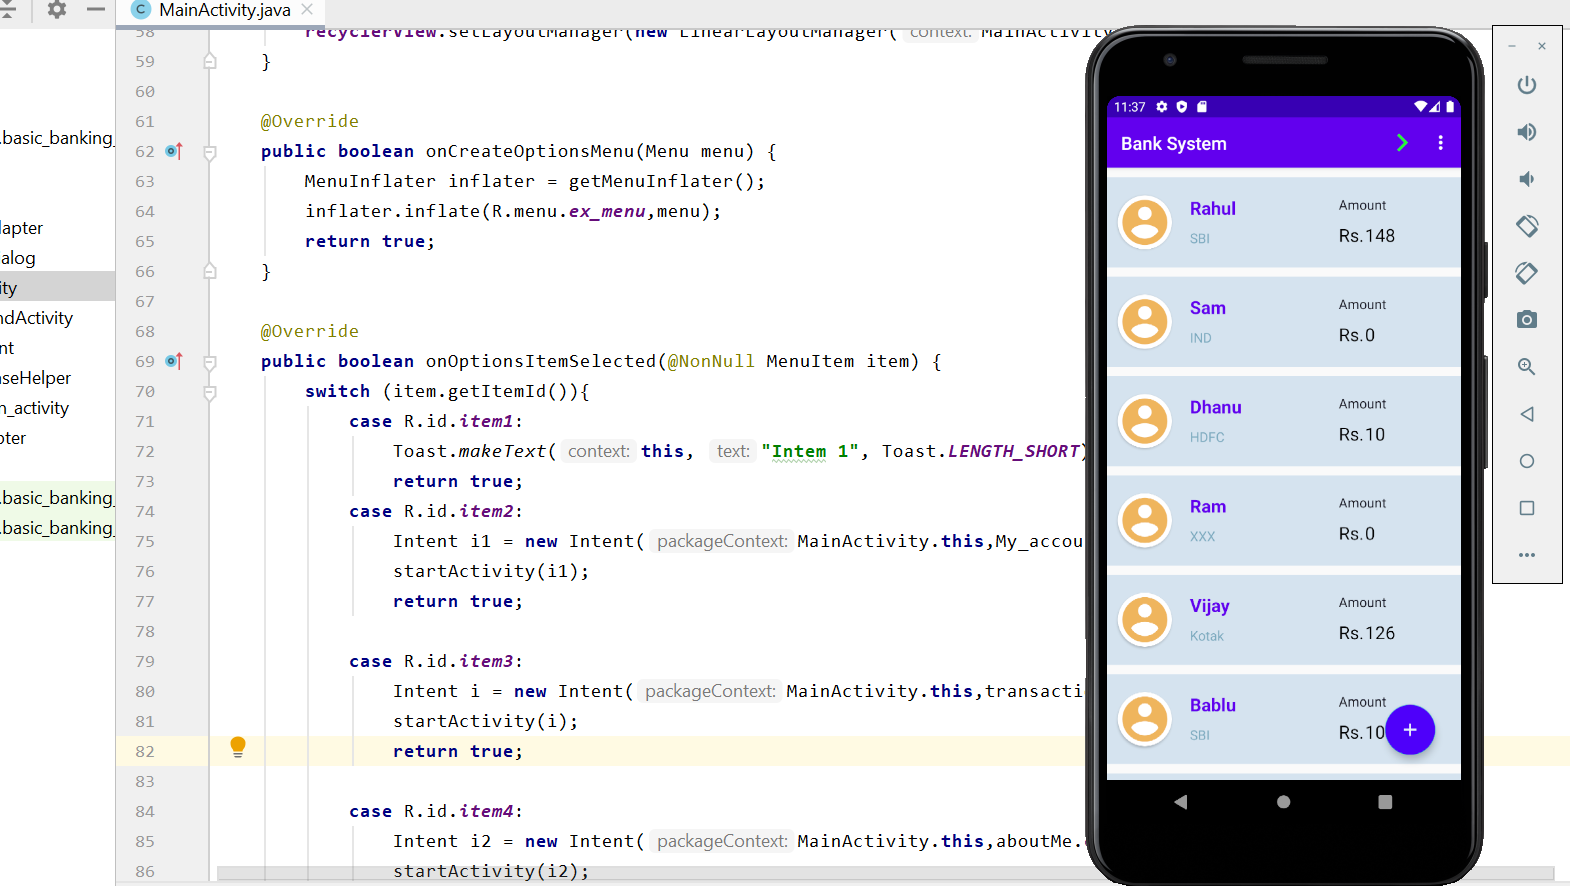 MainActivity.java
58 recyclerView.setLayoutManager(new LinearLayoutManager( context: MainActivity
59 }
60
61 @Override
62 public boolean onCreateOptionsMenu(Menu menu) {
63 MenuInflater inflater = getMenuInflater();
64 inflater.inflate(R.menu.ex_menu,menu);
65 return true;
66 }
67
68 @Override
69 public boolean onOptionsItemSelected(@NonNull MenuItem item) {
70 switch (item.getItemId()){
71 case R.id.item1:
72 Toast.makeText( context: this, text: "Intem 1", Toast.LENGTH_SHORT)
73 return true;
74 case R.id.item2:
75 Intent i1 = new Intent( packageContext: MainActivity.this,My_accou
76 startActivity(i1);
77 return true;
78
79 case R.id.item3:
80 Intent i = new Intent( packageContext: MainActivity.this,transacti
81 startActivity(i);
82 return true;
83
84 case R.id.item4:
85 Intent i2 = new Intent( packageContext: MainActivity.this,aboutMe.
86 startActivity(i2);
.basic_banking_
lapter
alog
ity
ndActivity
nt
aseHelper
n_activity
pter
.basic_banking_
.basic_banking_
11:37
Bank System
Rahul
SBI
Amount
Rs.148
Sam
IND
Amount
Rs.0
Dhanu
HDFC
Amount
Rs.10
Ram
XXX
Amount
Rs.0
Vijay
Kotak
Amount
Rs.126
Bablu
SBI
Amount
Rs.10